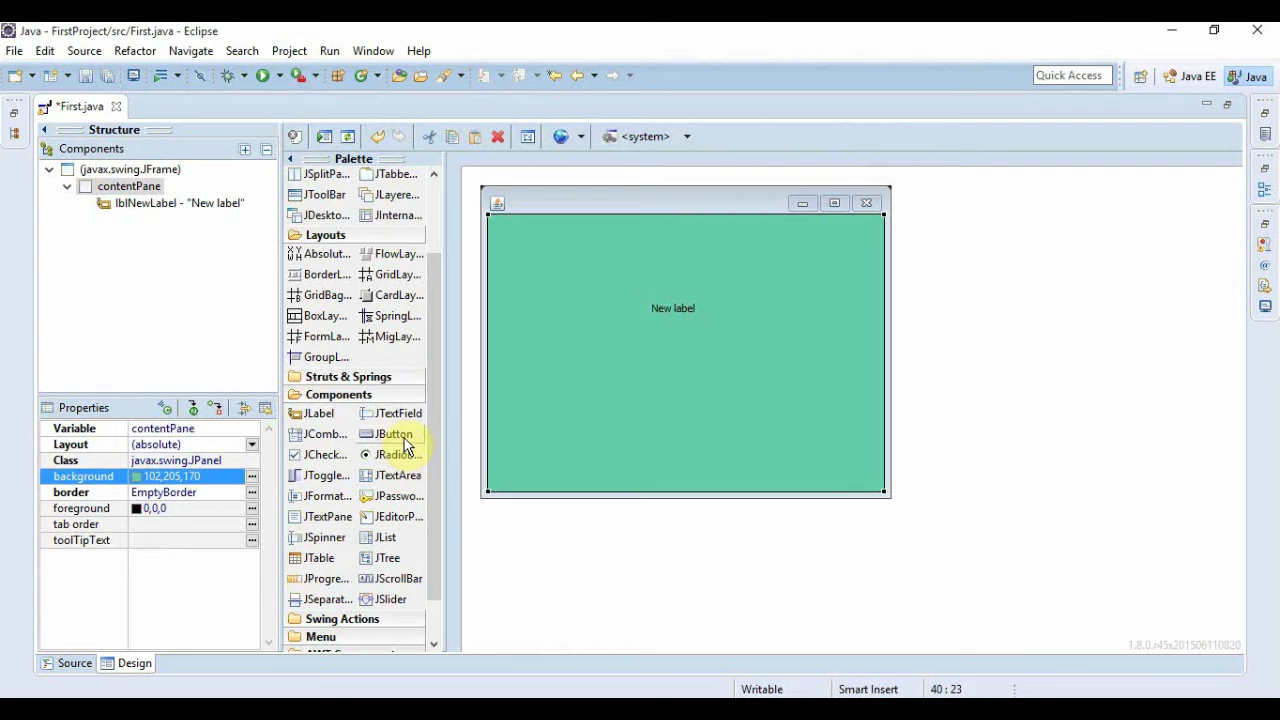 Java - FirstProject/src/First.java - Eclipse
File Edit Source Refactor Navigate Search Project Run Window Help
Quick Access Java EE Java
*First.java
Structure
Components
(javax.swing.JFrame)
contentPane
lblNewLabel - "New label"
Properties
Variable contentPane
Layout (absolute)
Class javax.swing.JPanel
background 102,205,170
border EmptyBorder
foreground 0,0,0
tab order
toolTipText
Source Design
<system>
Palette
JSplitPa... JTabbe...
JToolBar JLayere...
JDeskto... JInterna...
Layouts
Absolut... FlowLay...
BorderL... GridLay...
GridBag... CardLay...
BoxLay... SpringL...
FormLa... MigLay...
GroupL...
Struts & Springs
Components
JLabel JTextField
JComb... JButton
JCheck... JRadioB...
JToggle... JTextArea
JFormat... JPasswo...
JTextPane JEditorP...
JSpinner JList
JTable JTree
JProgre... JScrollBar
JSeparat... JSlider
Swing Actions
Menu
New label
1.8.0.r45x201506110820
Writable Smart Insert 40 : 23